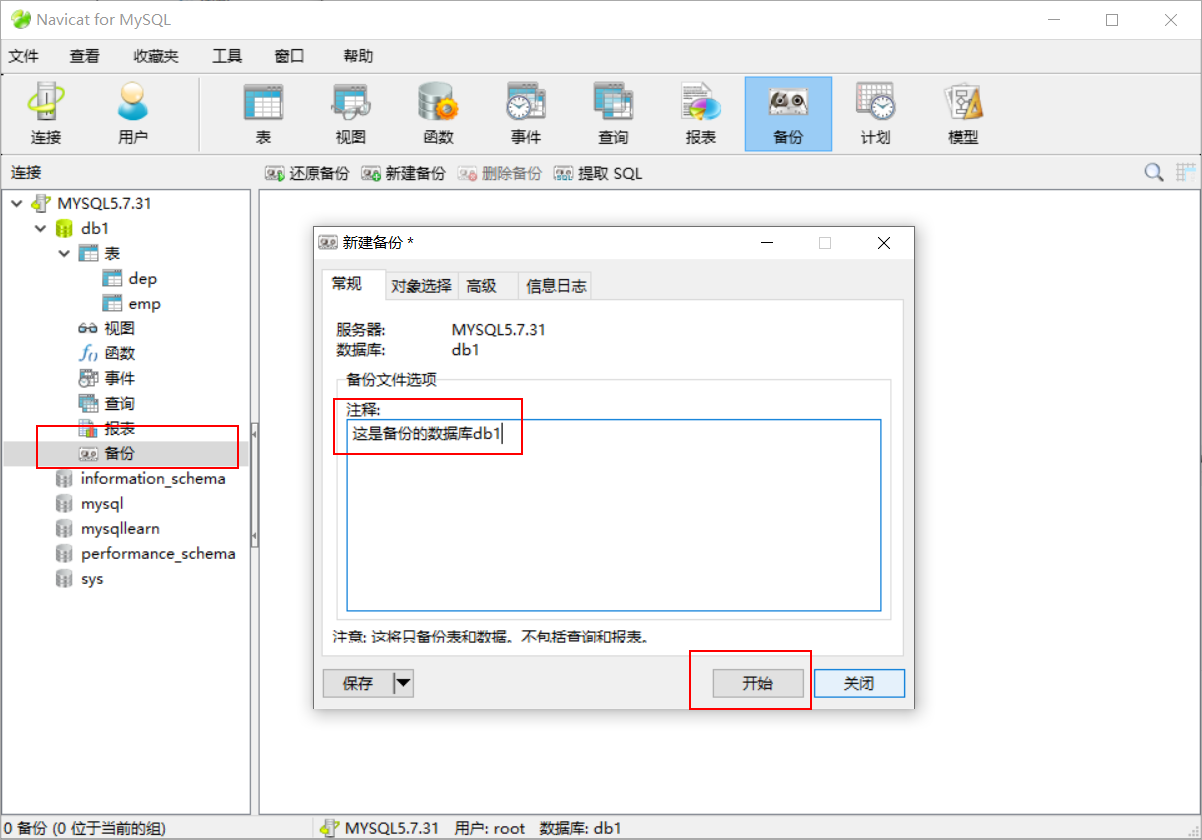 Navicat for MySQL
文件 查看 收藏夹 工具 窗口 帮助
连接 用户 表 视图 函数 事件 查询 报表 备份 计划 模型
连接
还原备份 新建备份 删除备份 提取 SQL
MYSQL5.7.31
db1
表
dep
emp
视图
函数
事件
查询
报表
备份
information_schema
mysql
mysqllearn
performance_schema
sys
新建备份 *
常规 对象选择 高级 信息日志
服务器: MYSQL5.7.31
数据库: db1
备份文件选项
注释:
这是备份的数据库db1
注意: 这将只备份表和数据。不包括查询和报表。
保存 开始 关闭
0 备份 (0 位于当前的组) MYSQL5.7.31 用户: root 数据库: db1